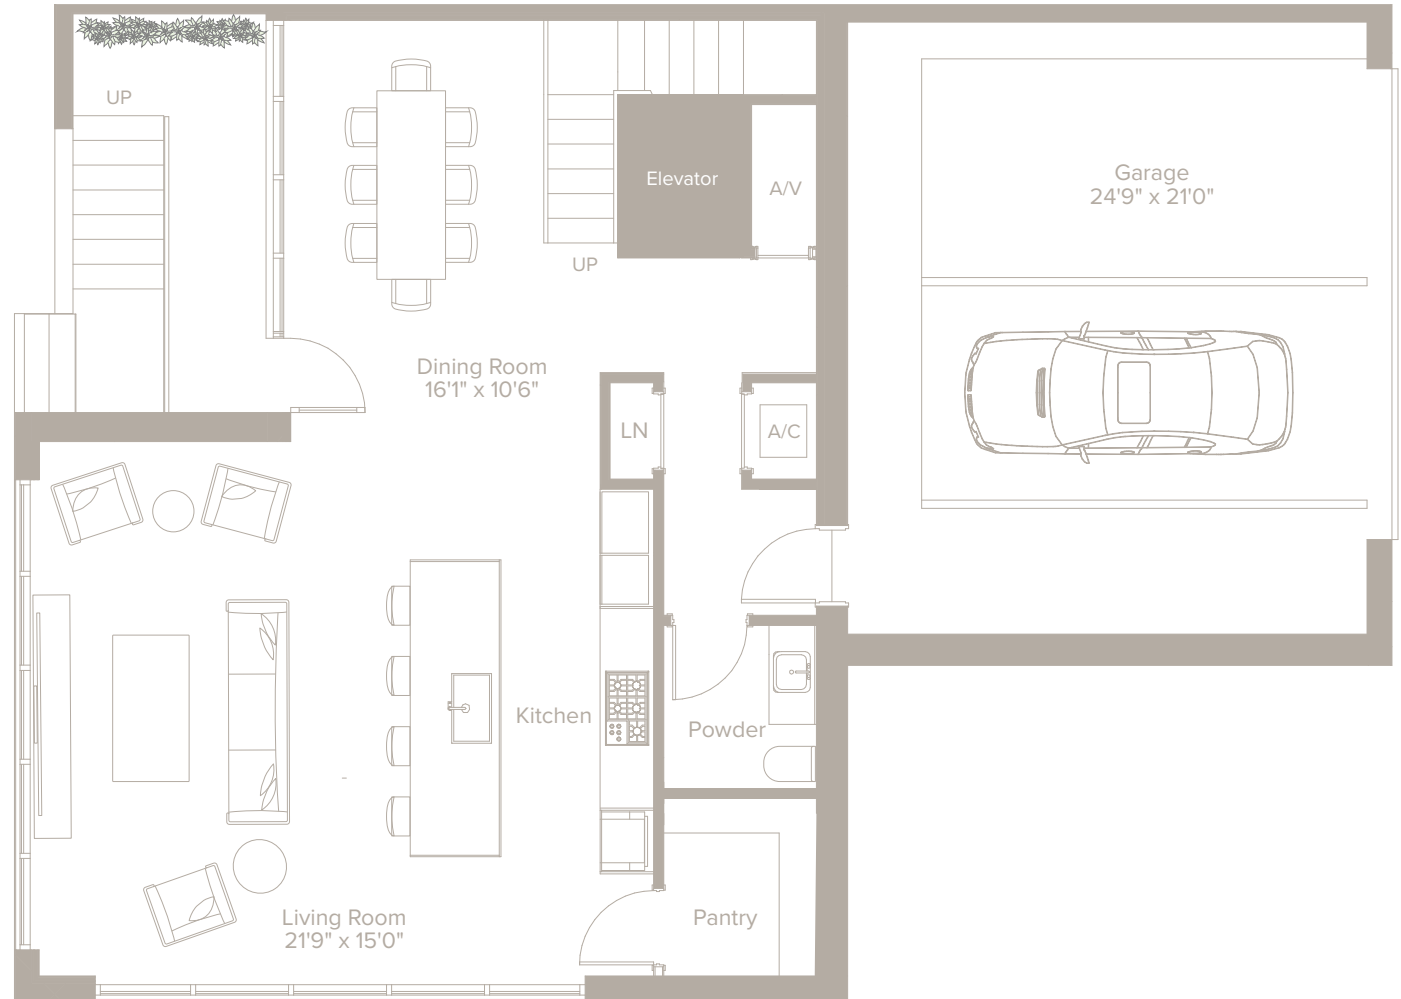 UP
Elevator
A/V
Garage
24'9" x 21'0"
UP
Dining Room
16'1" x 10'6"
LN
A/C
Kitchen
Powder
Living Room
21'9" x 15'0"
Pantry